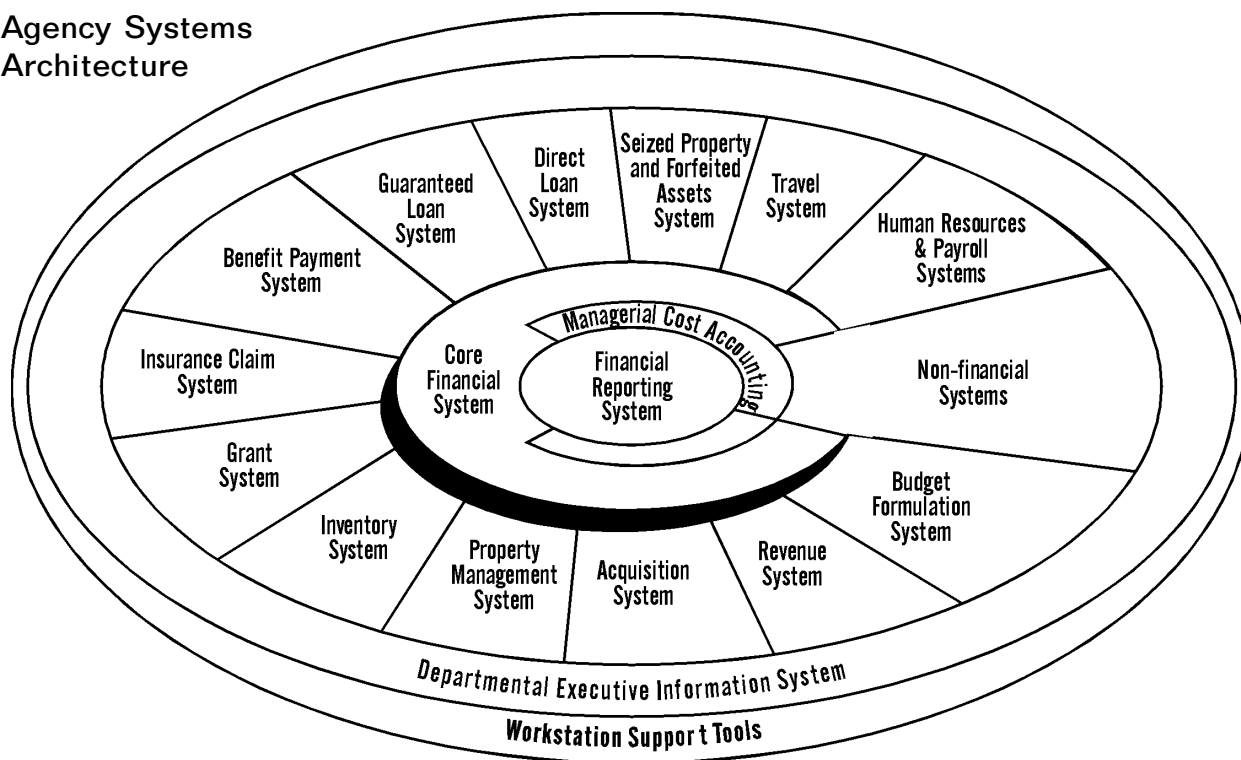 Agency Systems
Architecture
Seized Property
and Forfeited
Assets
System
Direct
Loan
System
Travel
System
Guaranteed
Loan
System
Human Resources
& Payroll
Systems
Benefit Payment
System
Managerial Cost Accounting
Insurance Claim
System
Core
Financial
System
Financial
Reporting
System
Non-financial
Systems
Grant
System
Budget
Formulation
System
Inventory
System
Property
Management
System
Acquisition
System
Revenue
System
Departmental Executive Information System
Workstation Support Tools